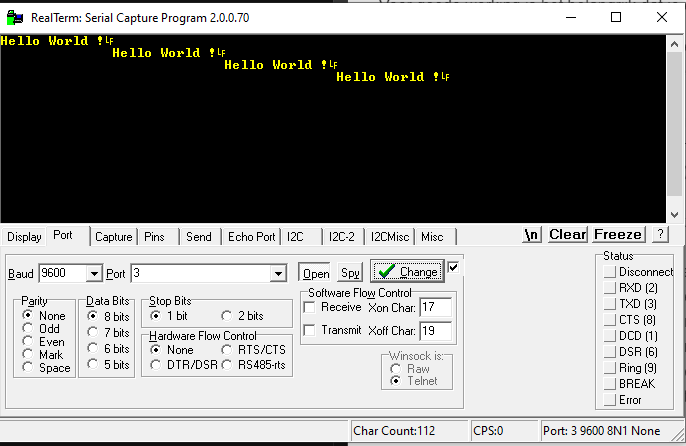 RealTerm: Serial Capture Program 2.0.0.70
Hello World !LF
Hello World !LF
Hello World !LF
Hello World !LF
Display Port Capture Pins Send Echo Port I2C I2C-2 I2CMisc Misc \n Clear Freeze ?
Baud 9600 Port 3 Open Spy Change
Parity
None
Odd
Even
Mark
Space
Data Bits
8 bits
7 bits
6 bits
5 bits
Stop Bits
1 bit 2 bits
Hardware Flow Control
None RTS/CTS
DTR/DSR RS485-rts
Software Flow Control
Receive Xon Char: 17
Transmit Xoff Char: 19
Winsock is:
Raw
Telnet
Status
Disconnect
RXD (2)
TXD (3)
CTS (8)
DCD (1)
DSR (6)
Ring (9)
BREAK
Error
Char Count:112 CPS:0 Port: 3 9600 8N1 None